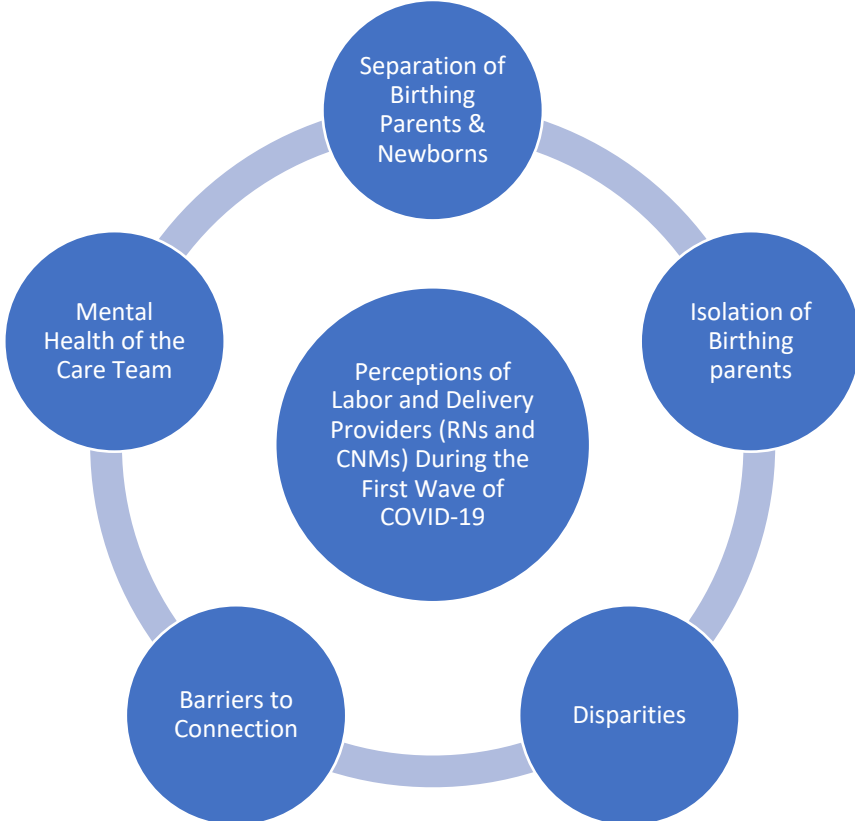 Separation of
Birthing
Parents &
Newborns
Mental
Health of the
Care Team
Isolation of
Birthing
parents
Perceptions of
Labor and Delivery
Providers (RNs and
CNMs) During the
First Wave of
COVID-19
Barriers to
Connection
Disparities